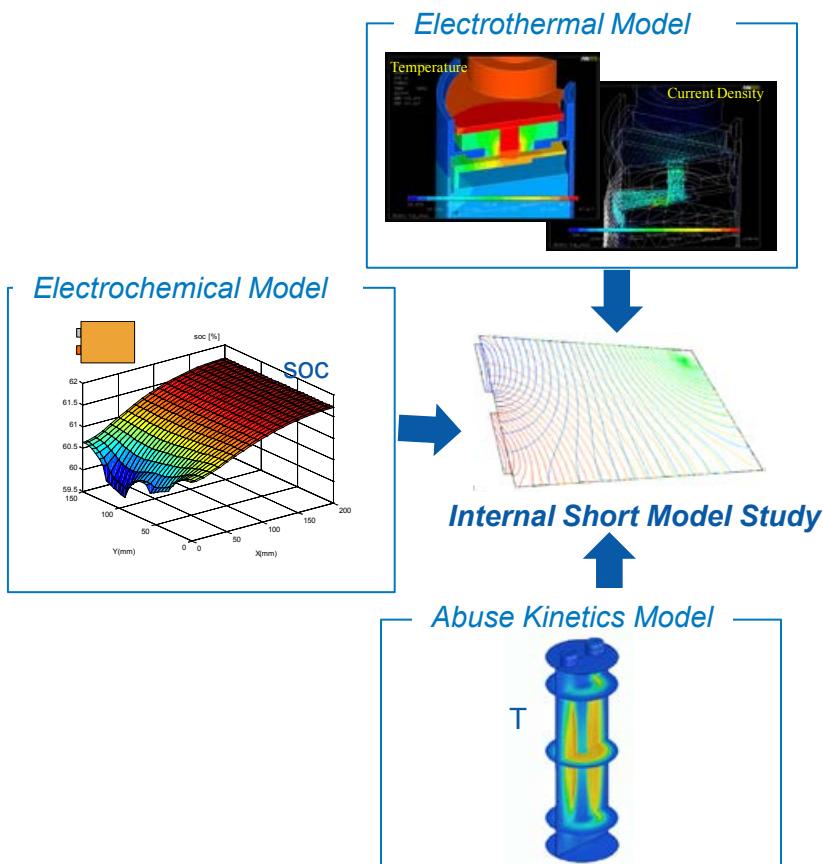 Electrothermal Model
Temperature
Current Density
Electrochemical Model
soc [%]
SOC
62
61.5
61
60.5
60
59.5
150
100
50
0
0
50
100
150
200
Y(mm)
X(mm)
Internal Short Model Study
Abuse Kinetics Model
T